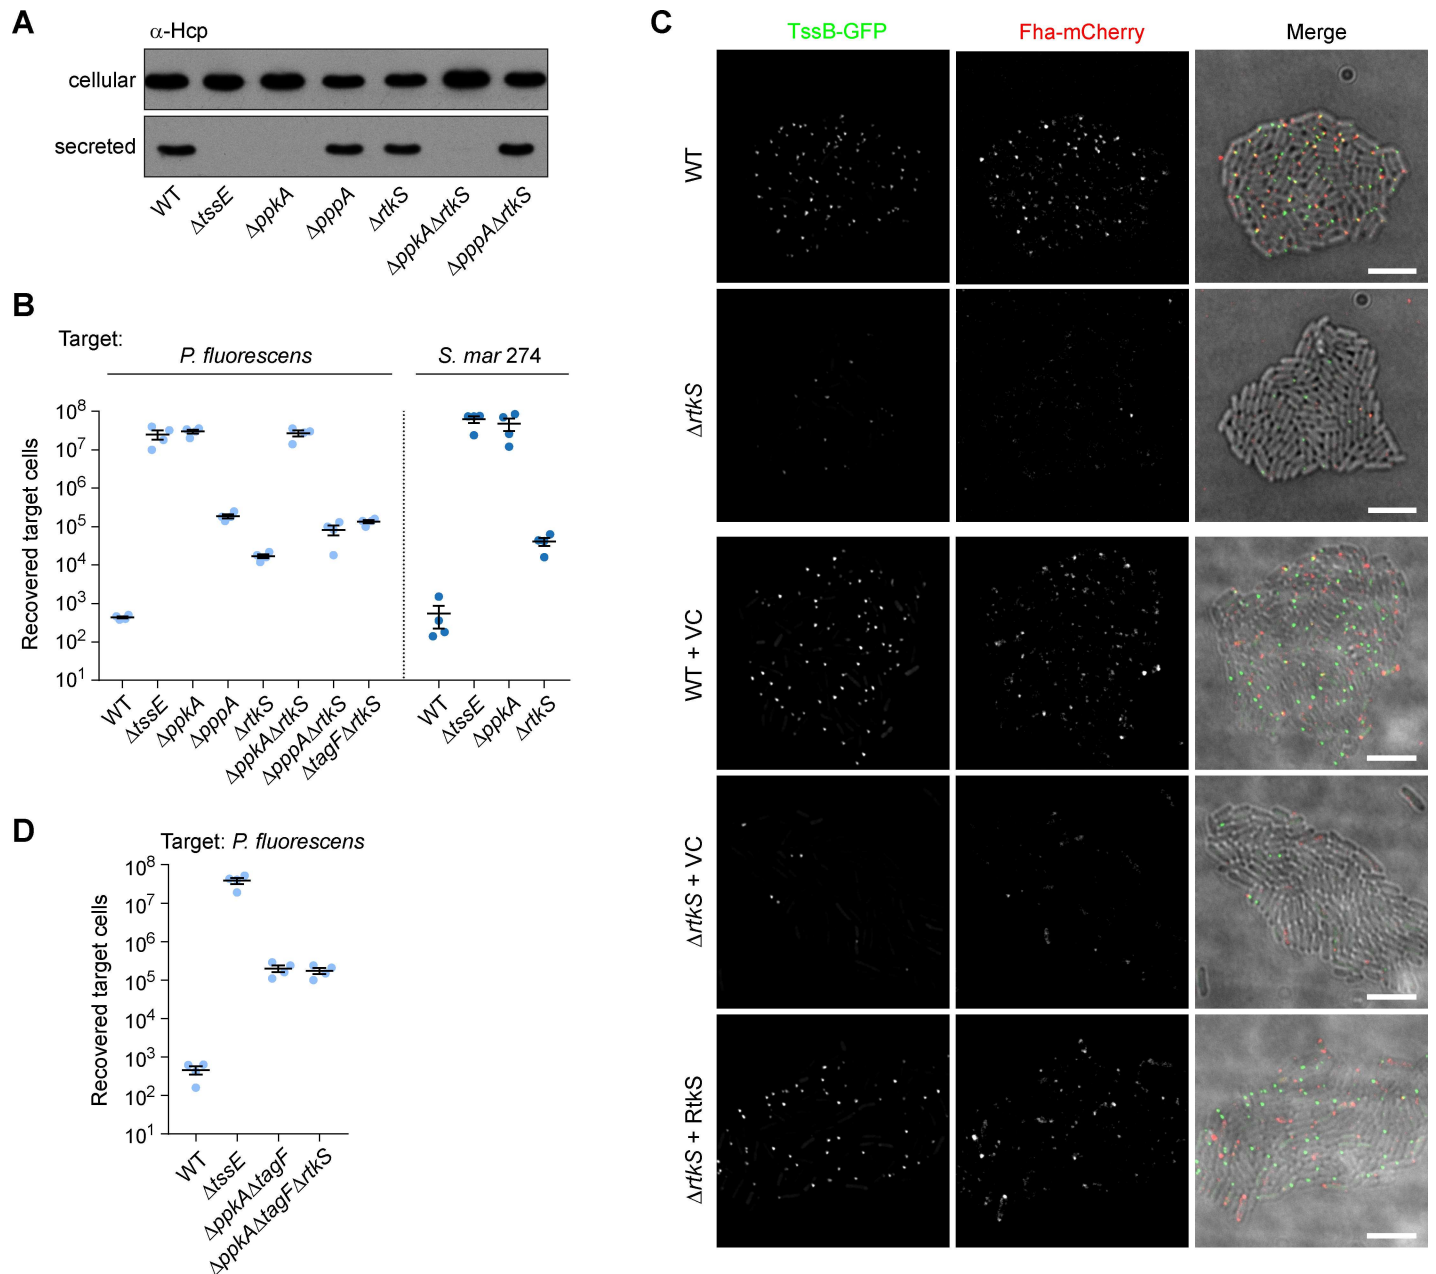 A
α-Hcp
cellular
secreted
WT
ΔtssE
ΔppkA
ΔpppA
ΔrtkS
ΔppkAΔrtkS
ΔpppAΔrtkS
B
Target:
P. fluorescens
S. mar 274
Recovered target cells
10⁸
10⁷
10⁶
10⁵
10⁴
10³
10²
10¹
WT
ΔtssE
ΔppkA
ΔpppA
ΔrtkS
ΔppkAΔrtkS
ΔpppAΔrtkS
ΔtagFΔrtkS
WT
ΔtssE
ΔppkA
ΔrtkS
D
Target: P. fluorescens
Recovered target cells
10⁸
10⁷
10⁶
10⁵
10⁴
10³
10²
10¹
WT
ΔtssE
ΔppkAΔtagF
ΔppkAΔtagFΔrtkS
C
TssB-GFP
Fha-mCherry
Merge
WT
ΔrtkS
WT + VC
ΔrtkS + VC
ΔrtkS + RtkS